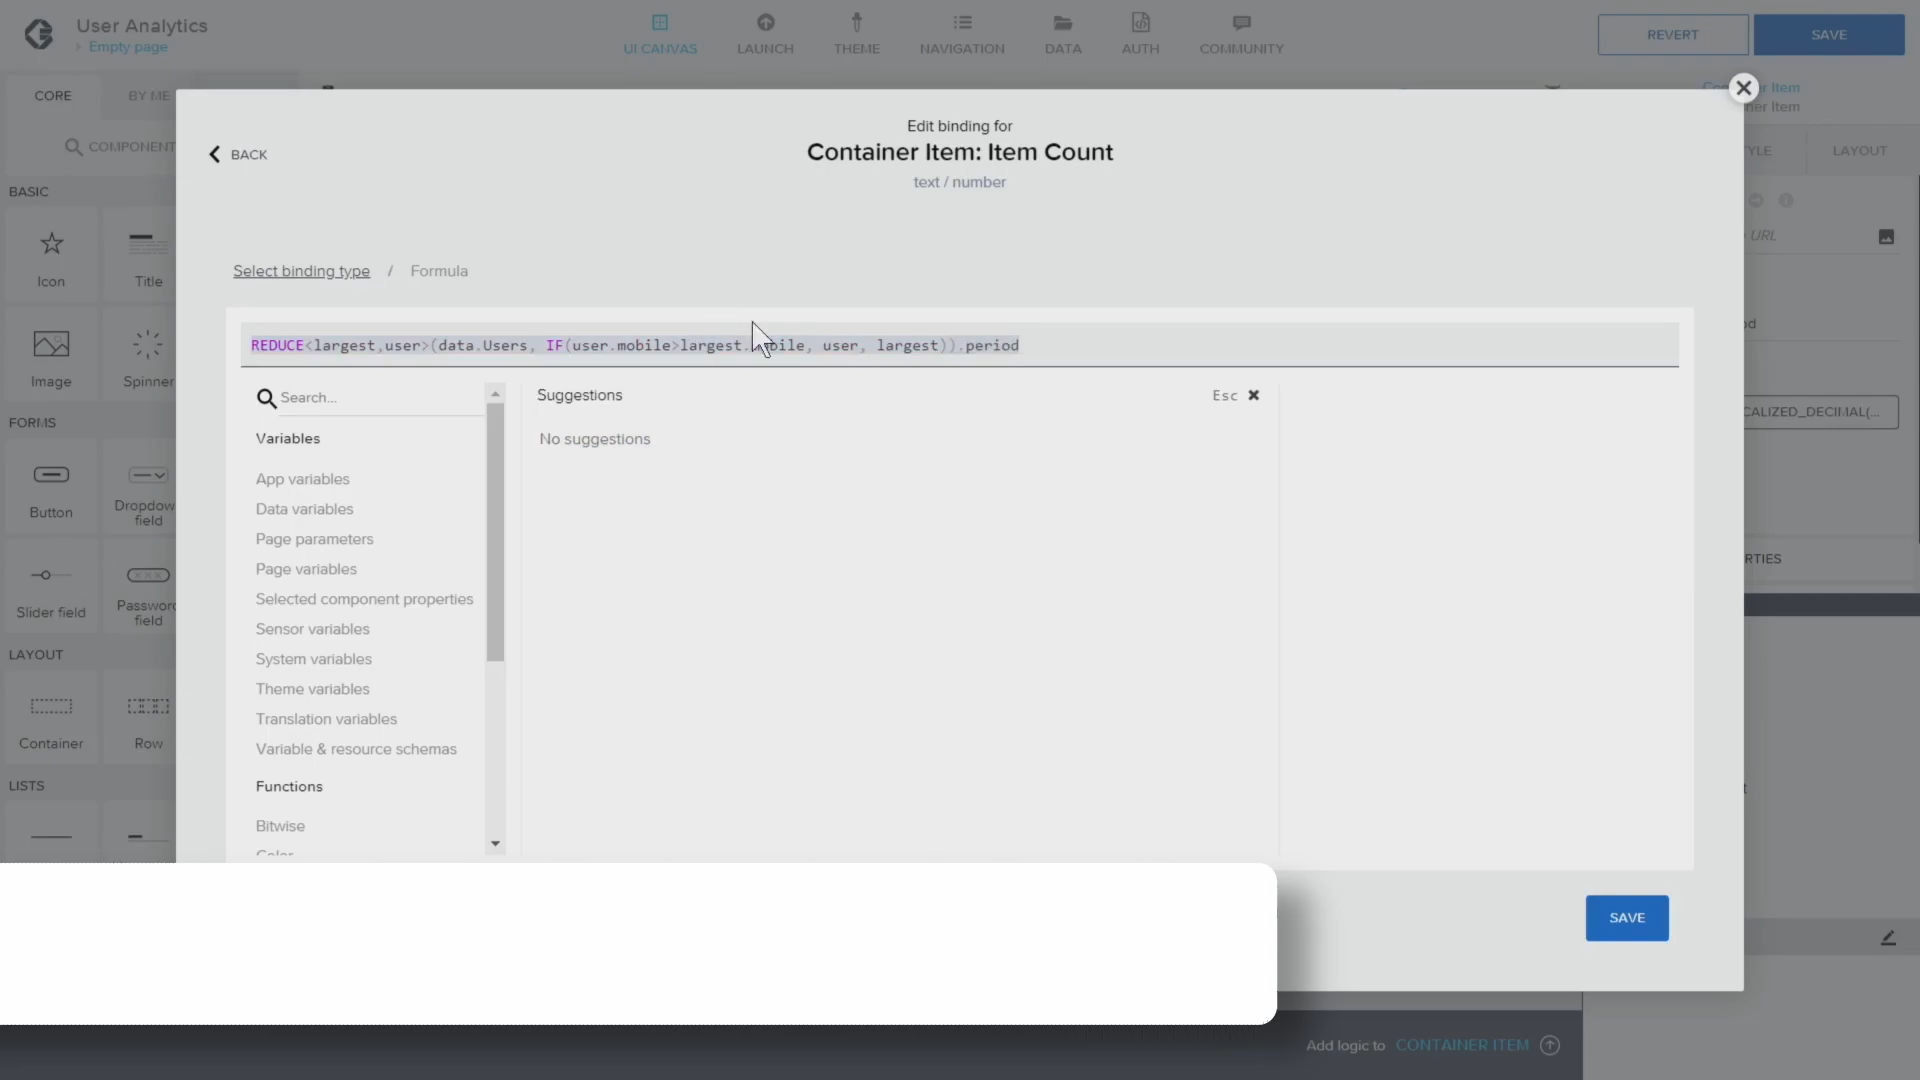 User Analytics
Empty page
UI CANVAS
LAUNCH
THEME
NAVIGATION
DATA
AUTH
COMMUNITY
REVERT
SAVE
CORE
BY ME
COMPONENT
BASIC
Icon
Title
Image
Spinner
FORMS
Button
Dropdow
field
Slider field
Password
field
LAYOUT
Container
Row
LISTS
BACK
Edit binding for
Container Item: Item Count
text / number
Select binding type / Formula
REDUCE<largest,user>(data.Users, IF(user.mobile>largest.mobile, user, largest)).period
Search...
Variables
App variables
Data variables
Page parameters
Page variables
Selected component properties
Sensor variables
System variables
Theme variables
Translation variables
Variable & resource schemas
Functions
Bitwise
Color
Suggestions
Esc
No suggestions
SAVE
r Item
ner Item
YLE
LAYOUT
URL
od
CALIZED_DECIMAL(...
RTIES
t
Add logic to CONTAINER ITEM